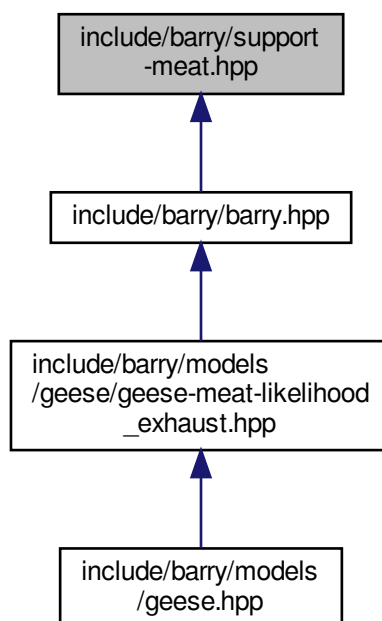 include/barry/support
-meat.hpp
include/barry/barry.hpp
include/barry/models
/geese/geese-meat-likelihood
_exhaust.hpp
include/barry/models
/geese.hpp